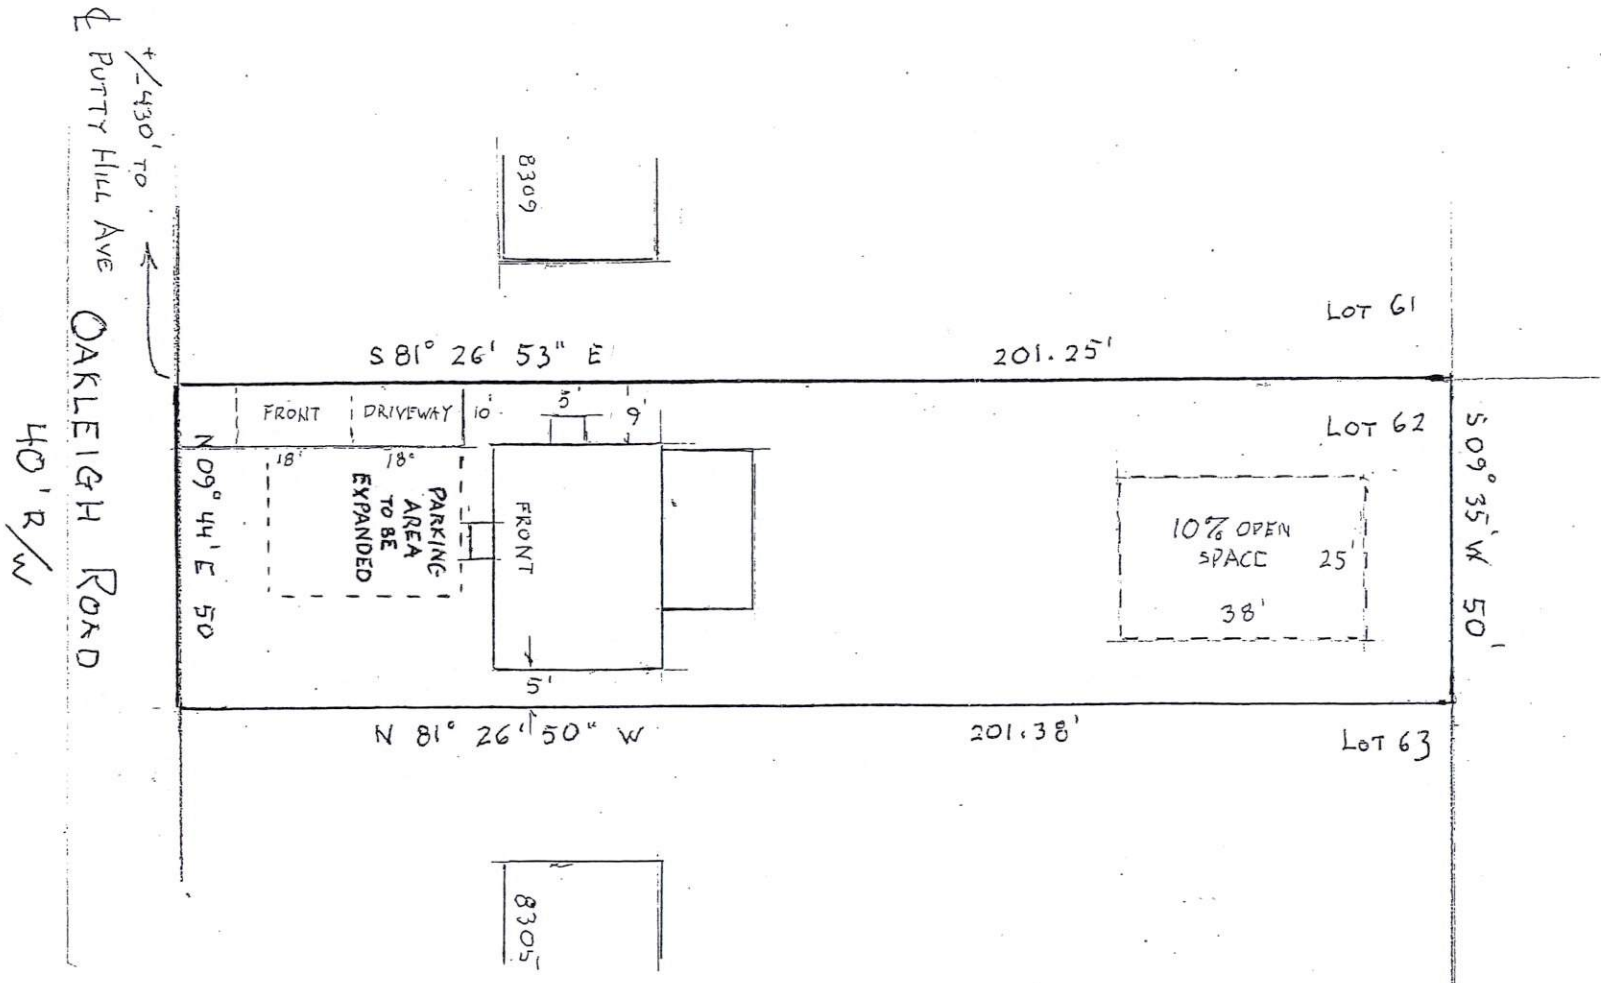 +/-430' TO
℄ PUTTY HILL AVE
OAKLEIGH ROAD
40' R/W
8309
LOT 61
S 81° 26' 53" E
201.25'
FRONT
DRIVEWAY
10'
5'
9'
LOT 62
S 09° 35' W 50'
N 09° 44' E 50
18'
18'
PARKING
AREA
TO BE
EXPANDED
FRONT
10% OPEN
SPACE
25'
38'
5'
N 81° 26' 50" W
201.38'
LOT 63
8305